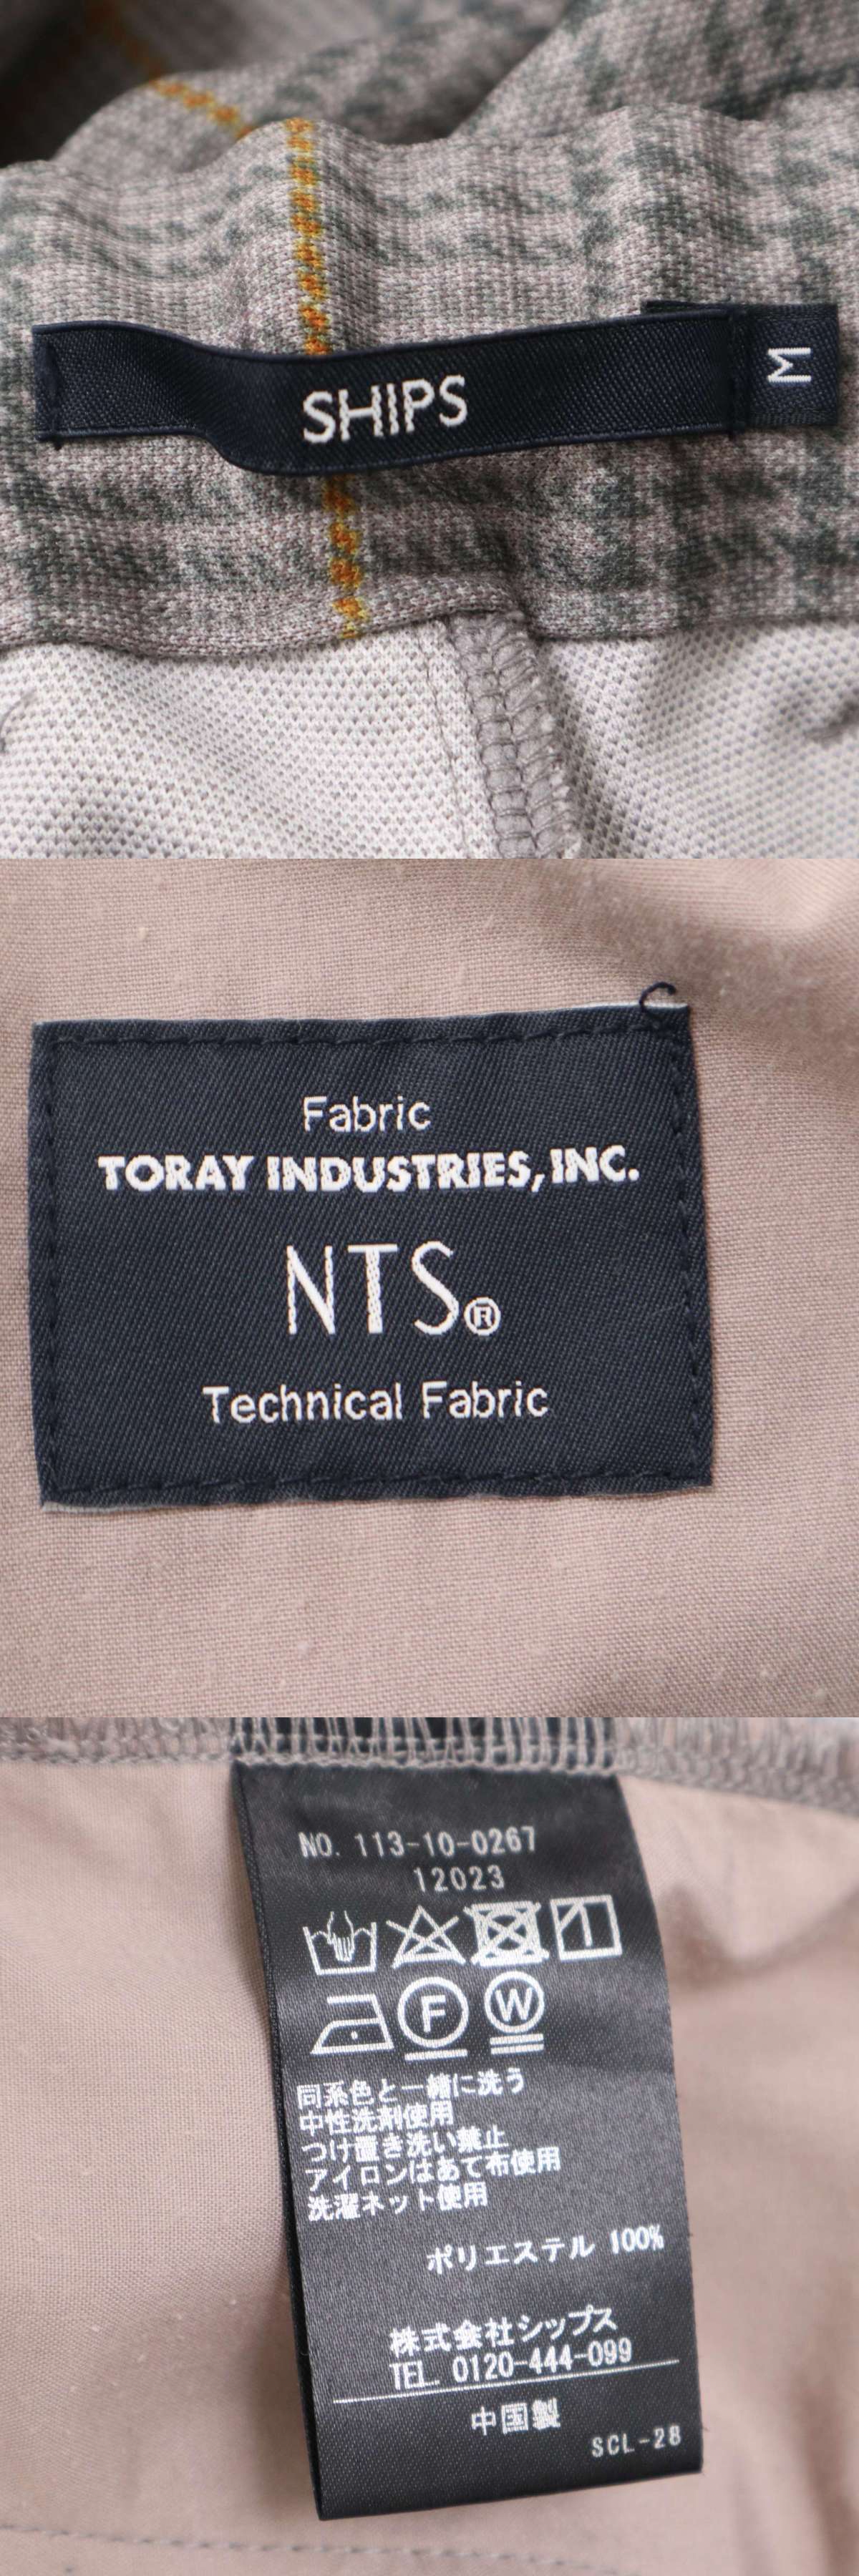 SHIPS
M
Fabric
TORAY INDUSTRIES, INC.
NTS®
Technical Fabric
NO. 113-10-0267
12023
F
W
同系色と一緒に洗う
中性洗剤使用
つけ置き洗い禁止
アイロンはあて布使用
洗濯ネット使用
ポリエステル 100%
株式会社シップス
TEL. 0120-444-099
中国製
SCL-28